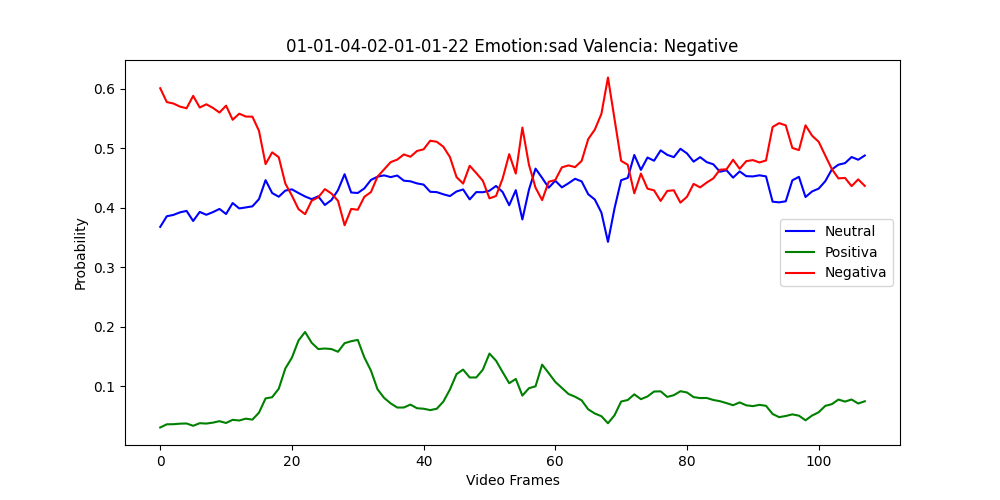 01-01-04-02-01-01-22 Emotion:sad Valencia: Negative
Probability
0.6
0.5
0.4
0.3
0.2
0.1
Neutral
Positiva
Negativa
0 20 40 60 80 100
Video Frames